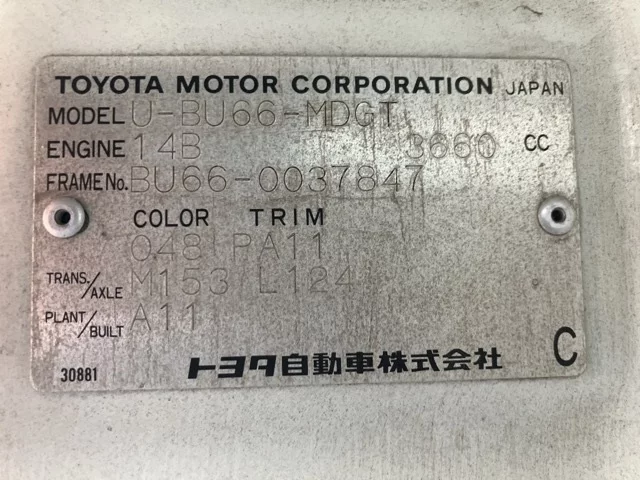 TOYOTA MOTOR CORPORATION JAPAN
MODEL U-BU66-MDGT
ENGINE 14B 3660 CC
FRAME No. BU66-0037847
COLOR TRIM
048 PA11
TRANS./AXLE M153 L124
PLANT/BUILT A11
30881 トヨタ自動車株式会社 C